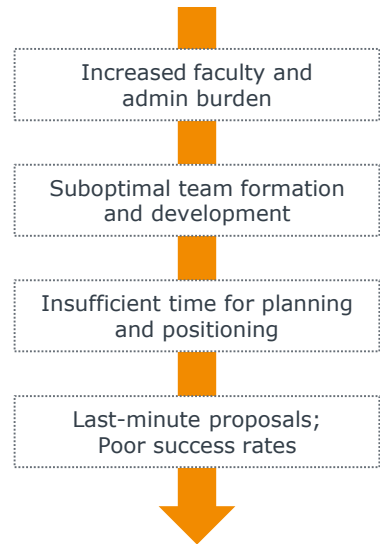 Increased faculty and
admin burden
Suboptimal team formation
and development
Insufficient time for planning
and positioning
Last-minute proposals;
Poor success rates